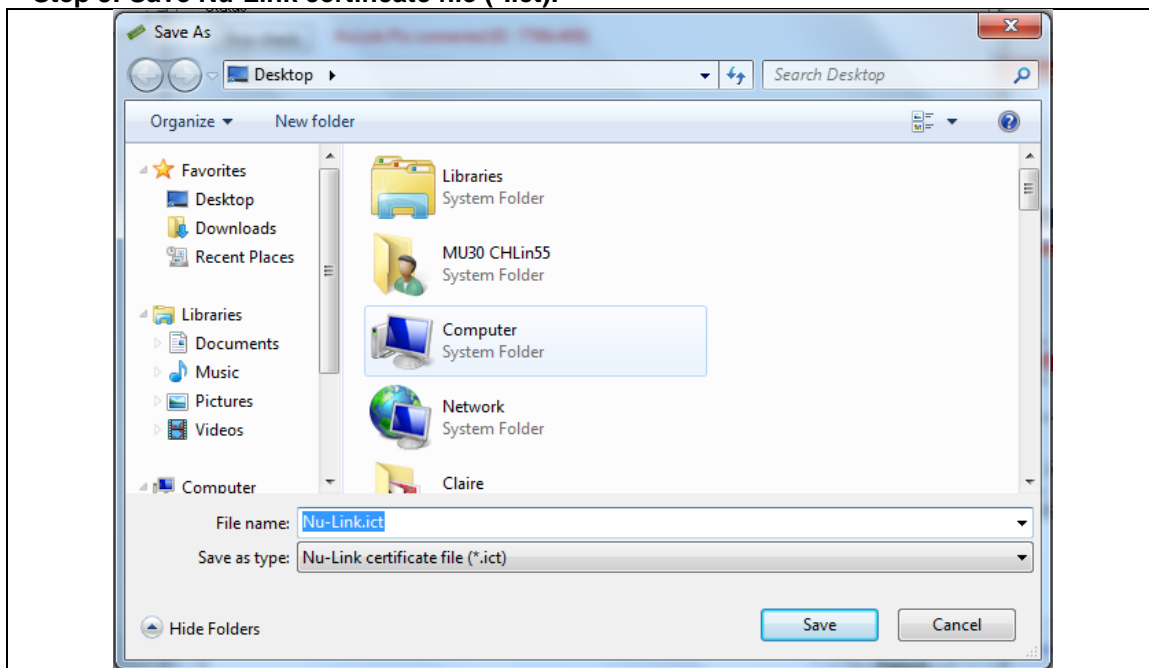 Save As
Desktop
Search Desktop
Organize
New folder
Favorites
Desktop
Downloads
Recent Places
Libraries
Documents
Music
Pictures
Videos
Computer
Libraries
System Folder
MU30 CHLin55
System Folder
Computer
System Folder
Network
System Folder
Claire
File name: Nu-Link.ict
Save as type: Nu-Link certificate file (*.ict)
Hide Folders
Save
Cancel